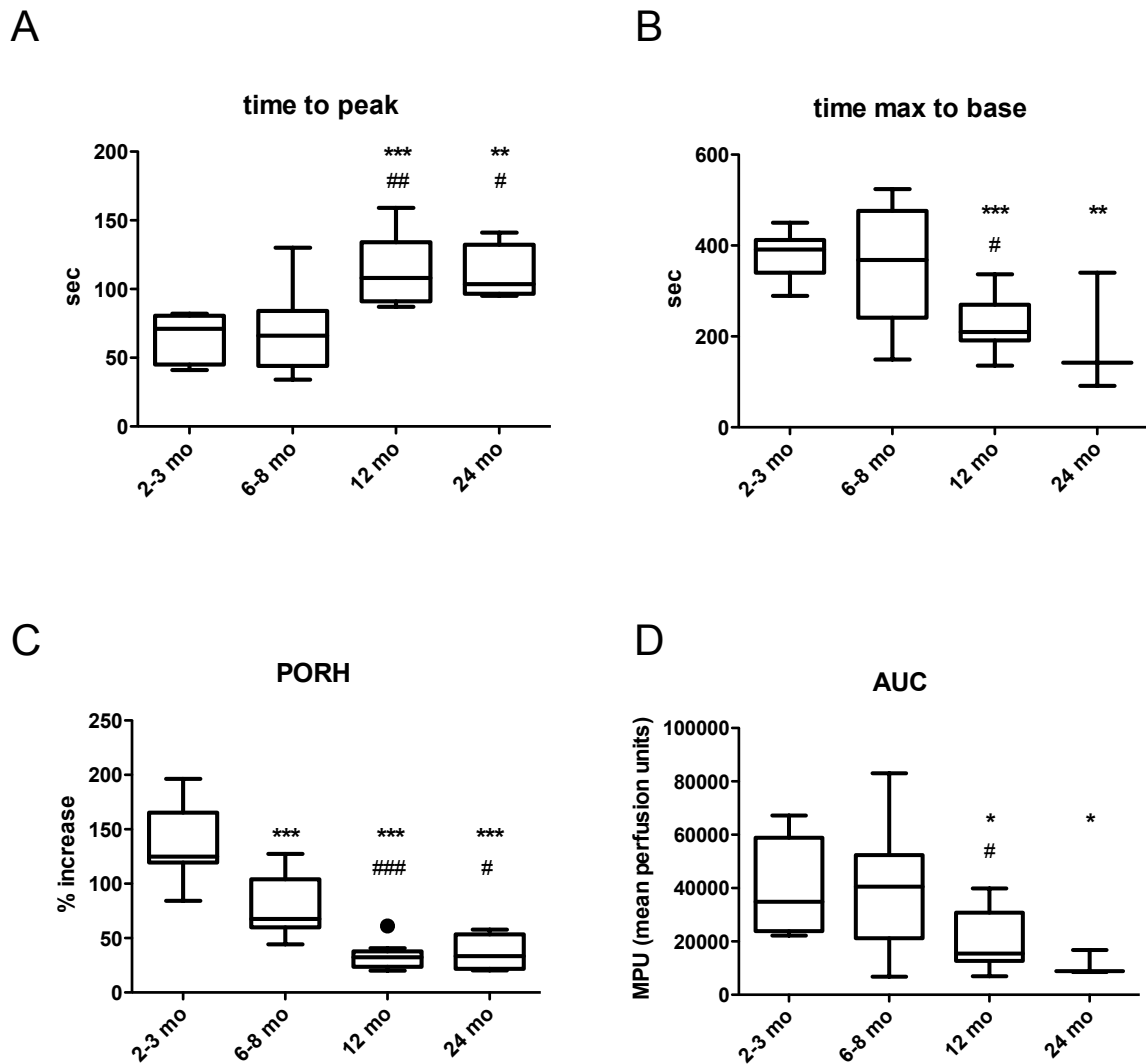 A
time to peak
200
150
100
50
0
sec
***
##
**
#
2-3 mo
6-8 mo
12 mo
24 mo
B
time max to base
600
400
200
0
sec
***
#
**
2-3 mo
6-8 mo
12 mo
24 mo
C
PORH
250
200
150
100
50
0
% increase
***
***
###
***
#
2-3 mo
6-8 mo
12 mo
24 mo
D
AUC
100000
80000
60000
40000
20000
0
MPU (mean perfusion units)
*
#
*
2-3 mo
6-8 mo
12 mo
24 mo